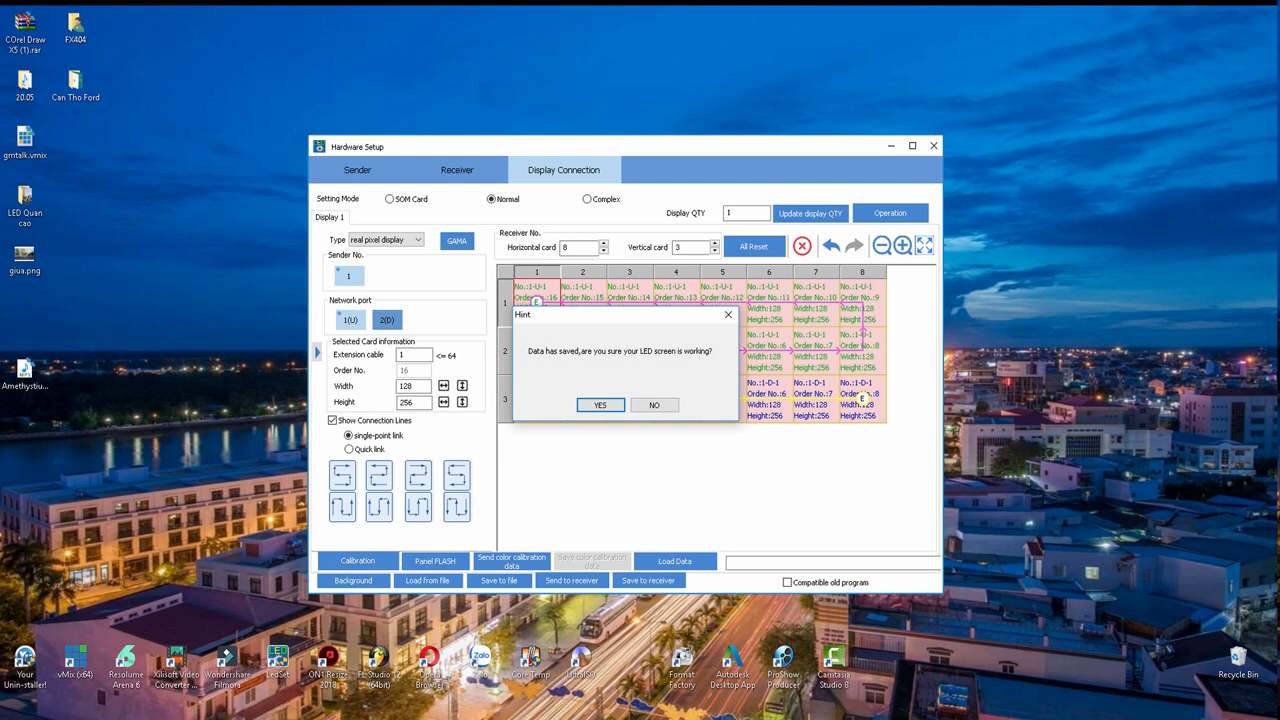 COrel Draw
X5 (1).rar
FX404
20.05
Can Tho Ford
gmtalk.vmix
LED Quan
cao
giua.png
Amethystiu...
Hardware Setup
Sender
Receiver
Display Connection
Setting Mode
SOM Card
Normal
Complex
Display QTY
1
Update display QTY
Operation
Display 1
Type
real pixel display
GAMA
Receiver No.
Horizontal card
8
Vertical card
3
All Reset
Sender No.
1
Network port
1(U)
2(D)
Selected Card information
Extension cable
1
<= 64
Order No.
16
Width
128
Height
256
Show Connection Lines
single-point link
Quick link
1 2 3 4 5 6 7 8
1
No.:1-U-1 No.:1-U-1 No.:1-U-1 No.:1-U-1 No.:1-U-1 No.:1-U-1 No.:1-U-1 No.:1-U-1
Order No.:16 Order No.:15 Order No.:14 Order No.:13 Order No.:12 Order No.:11 Order No.:10 Order No.:9
E
Width:128 Width:128 Width:128
Height:256 Height:256 Height:256
2
No.:1-U-1 No.:1-U-1 No.:1-U-1
Order No.:6 Order No.:7 Order No.:8
Width:128 Width:128 Width:128
Height:256 Height:256 Height:256
3
No.:1-D-1 No.:1-D-1 No.:1-D-1
Order No.:6 Order No.:7 Order No.:8
E
Width:128 Width:128 Width:128
Height:256 Height:256 Height:256
Hint
Data has saved,are you sure your LED screen is working?
YES
NO
Calibration
Panel FLASH
Send color calibration
data
Save color calibration
data
Load Data
Background
Load from file
Save to file
Send to receiver
Save to receiver
Compatible old program
Your
Unin-staller!
vMix (x64)
Resolume
Arena 6
Xilisoft Video
Converter ...
Wondershare
Filmora
LedSet
ON1 Resize
2018
FL Studio 12
(64bit)
Opera
Browser
Zalo
Core Temp
UltraISO
Format
Factory
Autodesk
Desktop App
ProShow
Producer
Camtasia
Studio 8
Recycle Bin